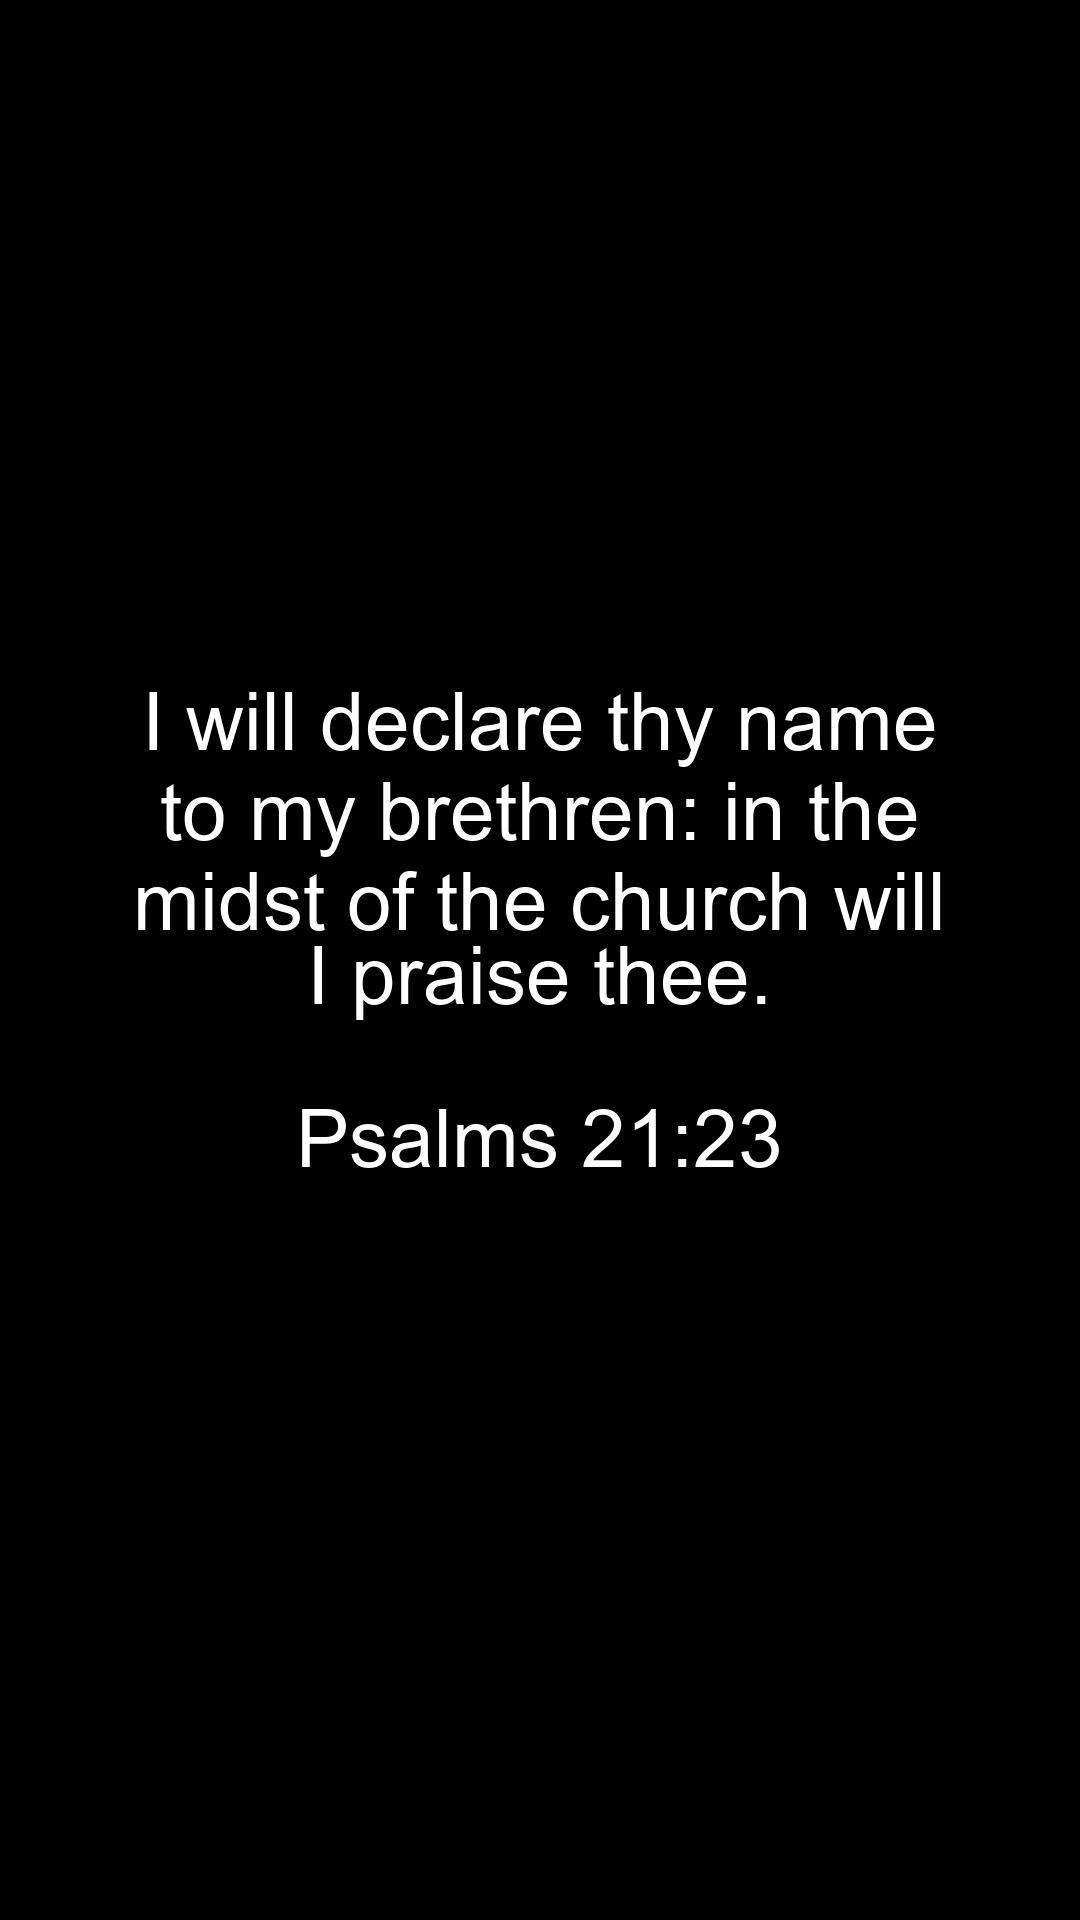 I will declare thy name
to my brethren: in the
midst of the church will
I praise thee.
Psalms 21:23